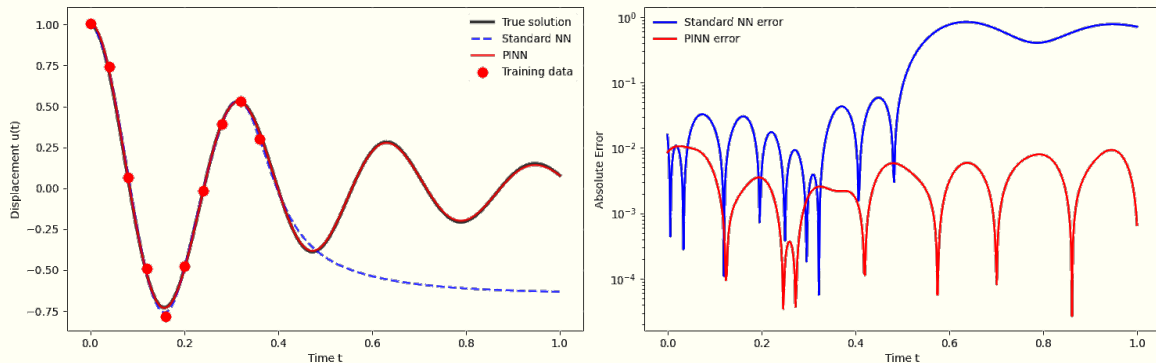 Displacement u(t)
1.00
0.75
0.50
0.25
0.00
-0.25
-0.50
-0.75
0.0
0.2
0.4
0.6
0.8
1.0
Time t
True solution
Standard NN
PINN
Training data
Absolute Error
10⁰
10⁻¹
10⁻²
10⁻³
10⁻⁴
0.0
0.2
0.4
0.6
0.8
1.0
Time t
Standard NN error
PINN error